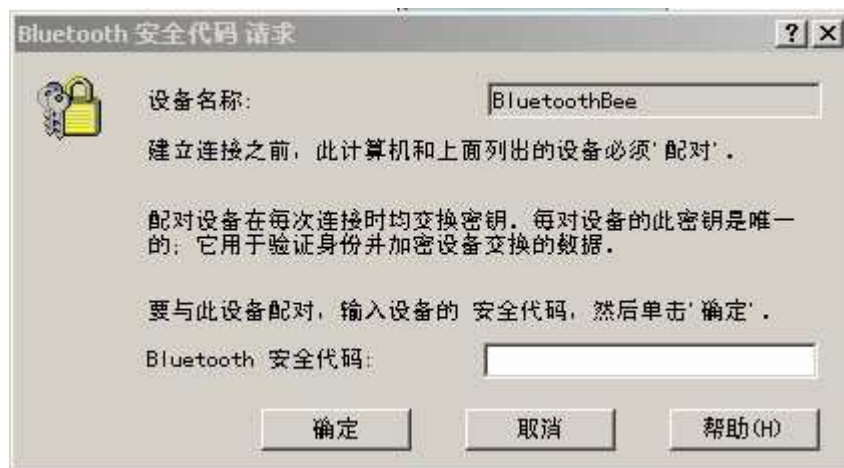 Bluetooth 安全代码 请求
设备名称:
BluetoothBee
建立连接之前, 此计算机和上面列出的设备必须'配对'.
配对设备在每次连接时均交换密钥. 每对设备的此密钥是唯一
的; 它用于验证身份并加密设备交换的数据.
要与此设备配对, 输入设备的 安全代码, 然后单击'确定'.
Bluetooth 安全代码:
确定
取消
帮助(H)